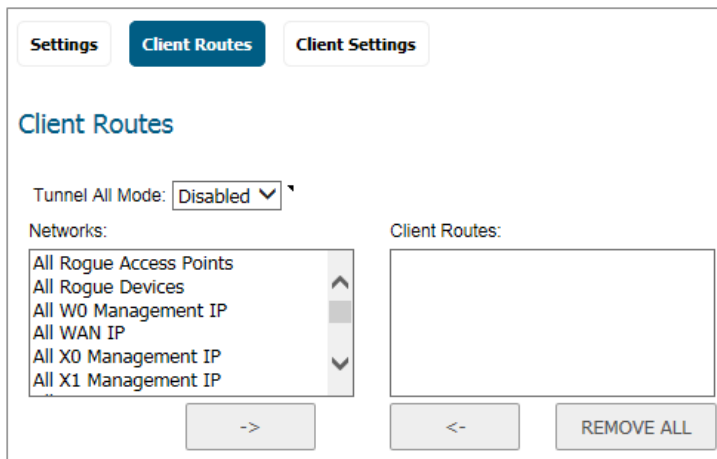 Settings Client Routes Client Settings
Client Routes
Tunnel All Mode: Disabled
Networks: Client Routes:
All Rogue Access Points
All Rogue Devices
All W0 Management IP
All WAN IP
All X0 Management IP
All X1 Management IP
-> <- REMOVE ALL